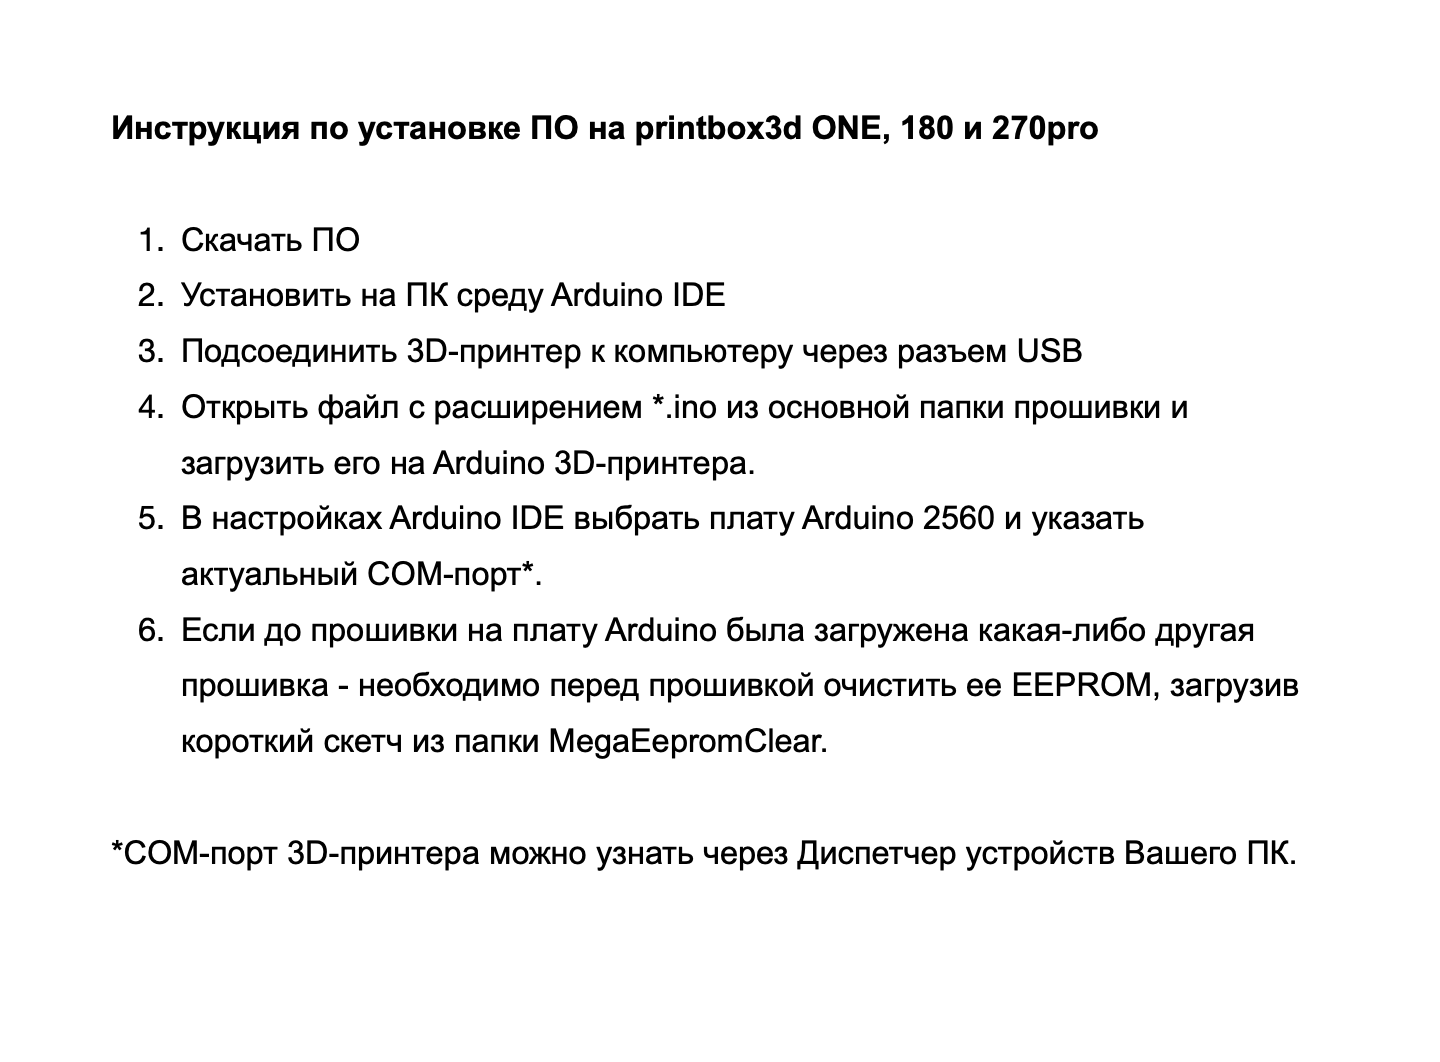 Инструкция по установке ПО на printbox3d ONE, 180 и 270pro
1. Скачать ПО
2. Установить на ПК среду Arduino IDE
3. Подсоединить 3D-принтер к компьютеру через разъем USB
4. Открыть файл с расширением *.ino из основной папки прошивки и
загрузить его на Arduino 3D-принтера.
5. В настройках Arduino IDE выбрать плату Arduino 2560 и указать
актуальный COM-порт*.
6. Если до прошивки на плату Arduino была загружена какая-либо другая
прошивка - необходимо перед прошивкой очистить ее EEPROM, загрузив
короткий скетч из папки MegaEepromClear.
*COM-порт 3D-принтера можно узнать через Диспетчер устройств Вашего ПК.